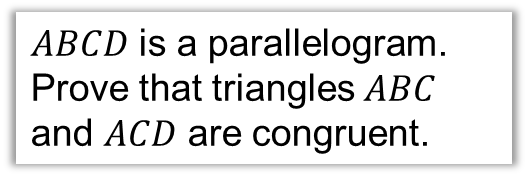 𝐴𝐵𝐶𝐷 is a parallelogram.
Prove that triangles 𝐴𝐵𝐶
and 𝐴𝐶𝐷 are congruent.